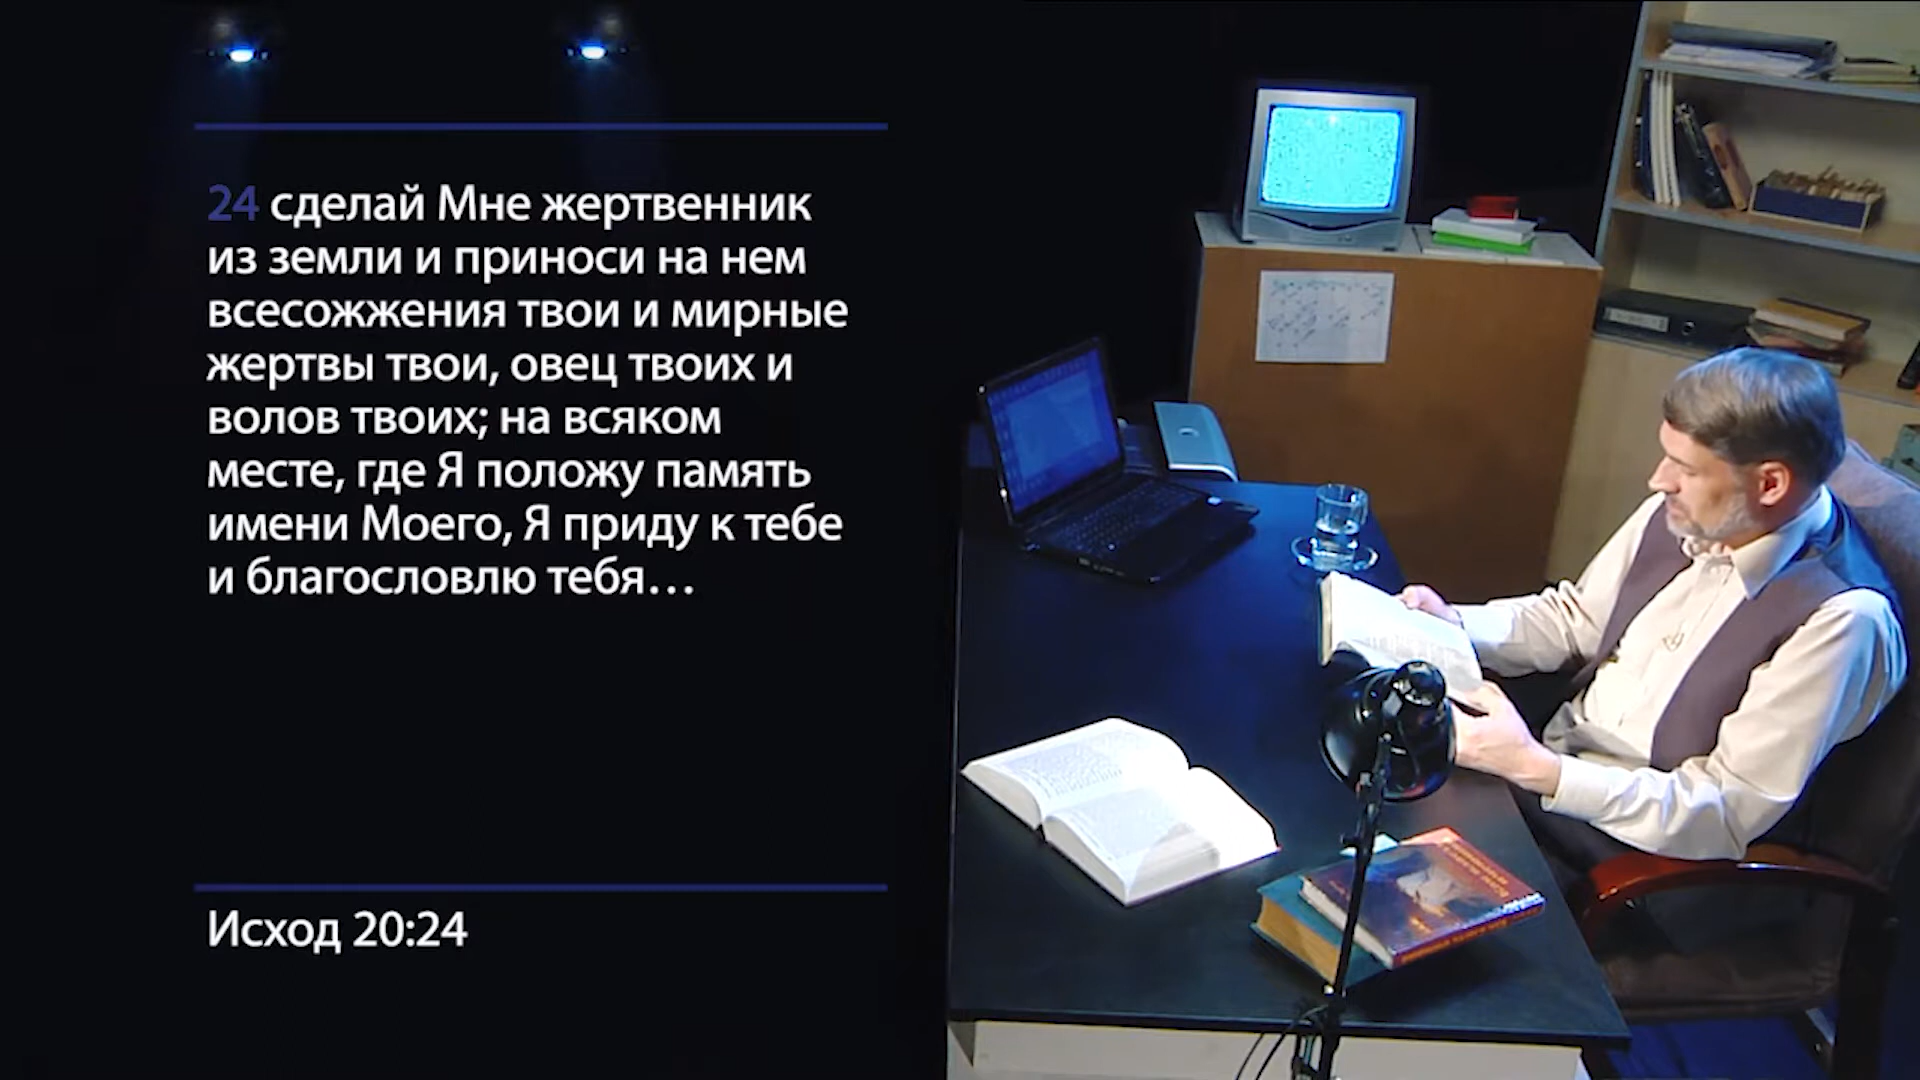 24 сделай Мне жертвенник
из земли и приноси на нем
всесожжения твои и мирные
жертвы твои, овец твоих и
волов твоих; на всяком
месте, где Я положу память
имени Моего, Я приду к тебе
и благословлю тебя…
Исход 20:24